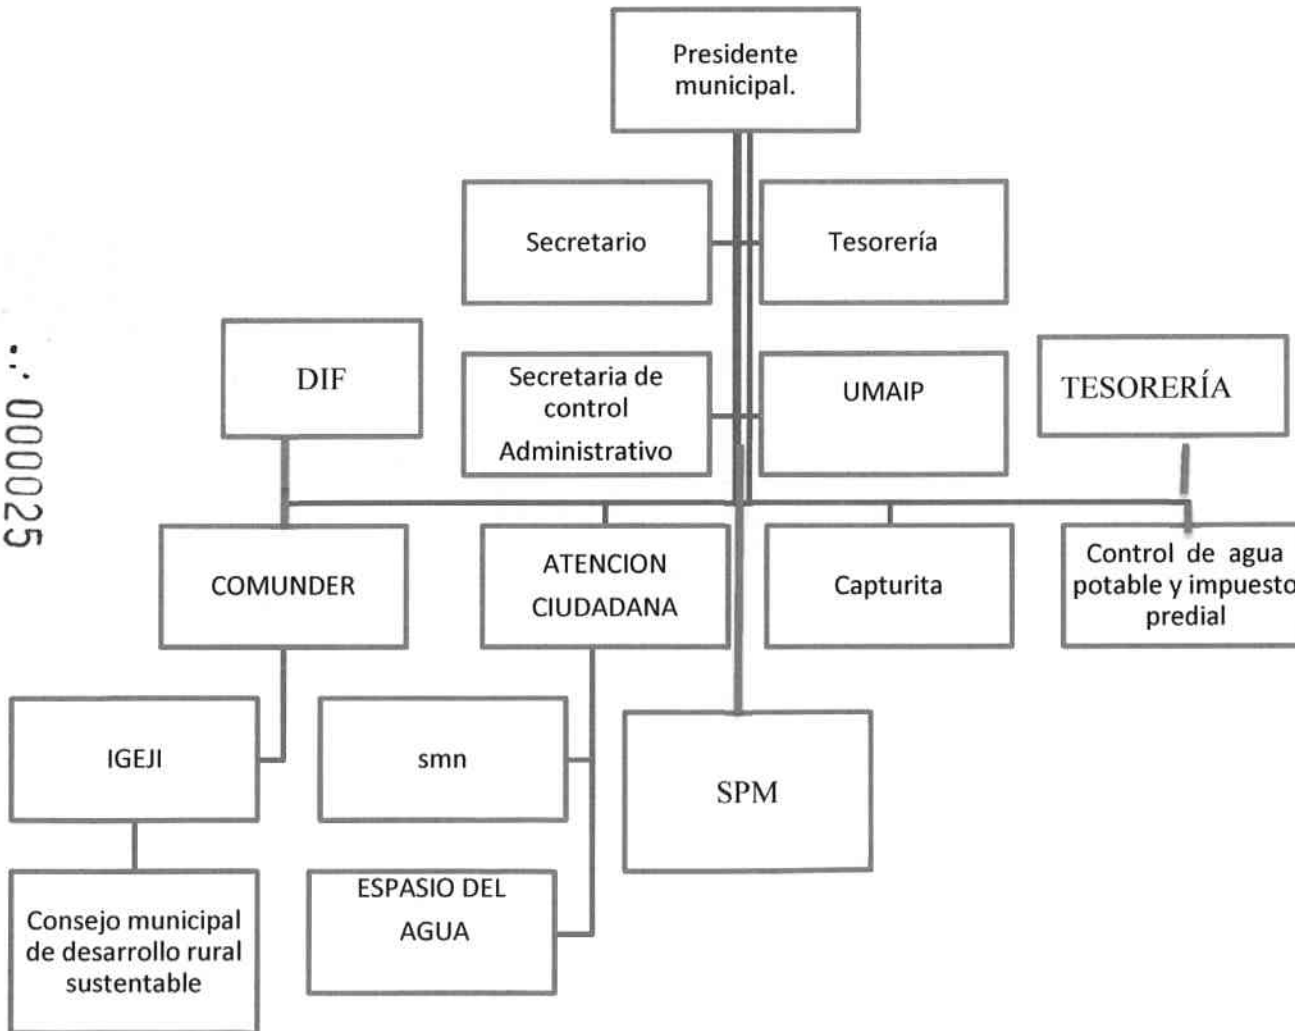 Presidente
municipal.
Secretario
Tesorería
DIF
Secretaria de
control
Administrativo
UMAIP
TESORERÍA
000025
COMUNDER
ATENCION
CIUDADANA
Capturita
Control de agua
potable y impuesto
predial
IGEJI
smn
SPM
Consejo municipal
de desarrollo rural
sustentable
ESPASIO DEL
AGUA